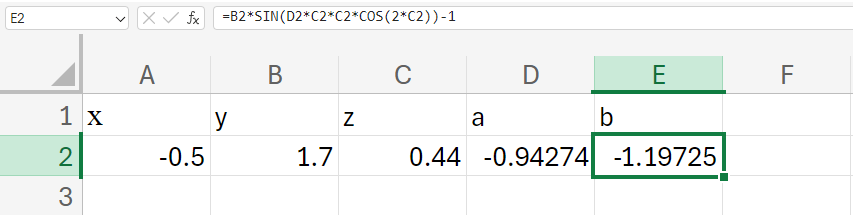 E2 fx =B2*SIN(D2*C2*C2*COS(2*C2))-1
A B C D E F
1 x y z a b
2 -0.5 1.7 0.44 -0.94274 -1.19725
3